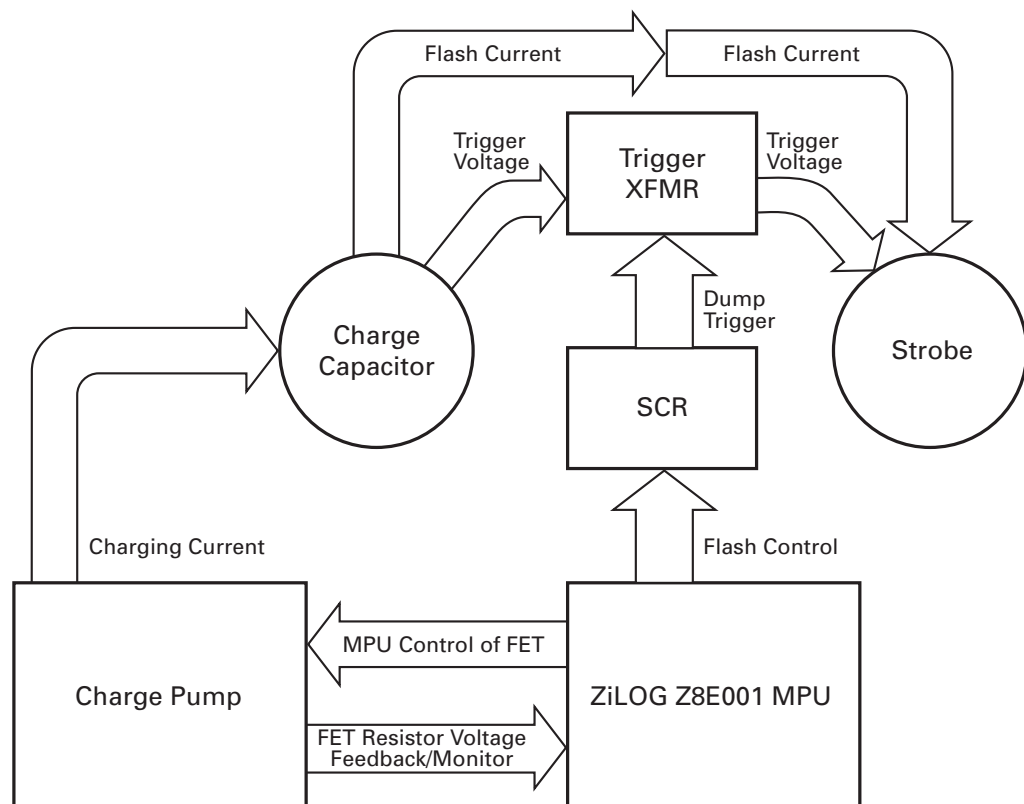 Flash Current
Flash Current
Trigger
Voltage
Trigger
XFMR
Trigger
Voltage
Charge
Capacitor
Dump
Trigger
Strobe
SCR
Charging Current
Flash Control
MPU Control of FET
Charge Pump
ZiLOG Z8E001 MPU
FET Resistor Voltage
Feedback/Monitor